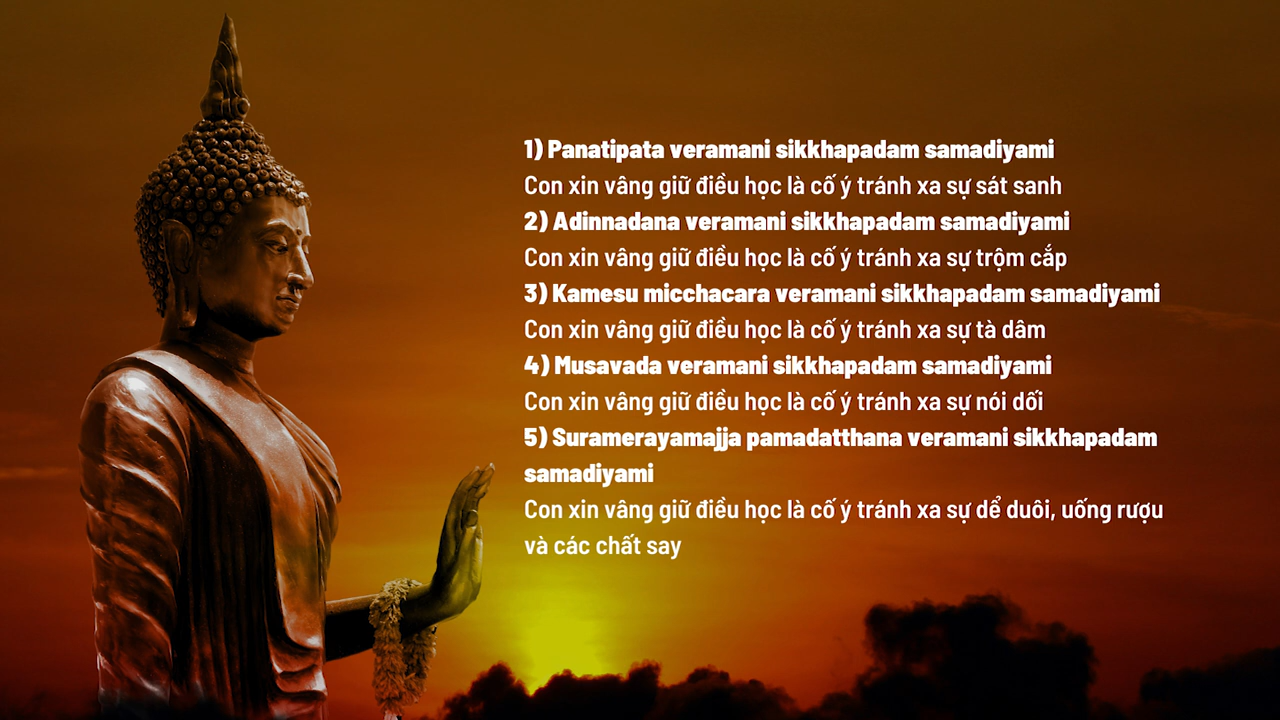 1) Panatipata veramani sikkhapadam samadiyami
Con xin vâng giữ điều học là cố ý tránh xa sự sát sanh
2) Adinnadana veramani sikkhapadam samadiyami
Con xin vâng giữ điều học là cố ý tránh xa sự trộm cắp
3) Kamesu micchacara veramani sikkhapadam samadiyami
Con xin vâng giữ điều học là cố ý tránh xa sự tà dâm
4) Musavada veramani sikkhapadam samadiyami
Con xin vâng giữ điều học là cố ý tránh xa sự nói dối
5) Suramerayamajja pamadatthana veramani sikkhapadam
samadiyami
Con xin vâng giữ điều học là cố ý tránh xa sự dể duôi, uống rượu
và các chất say